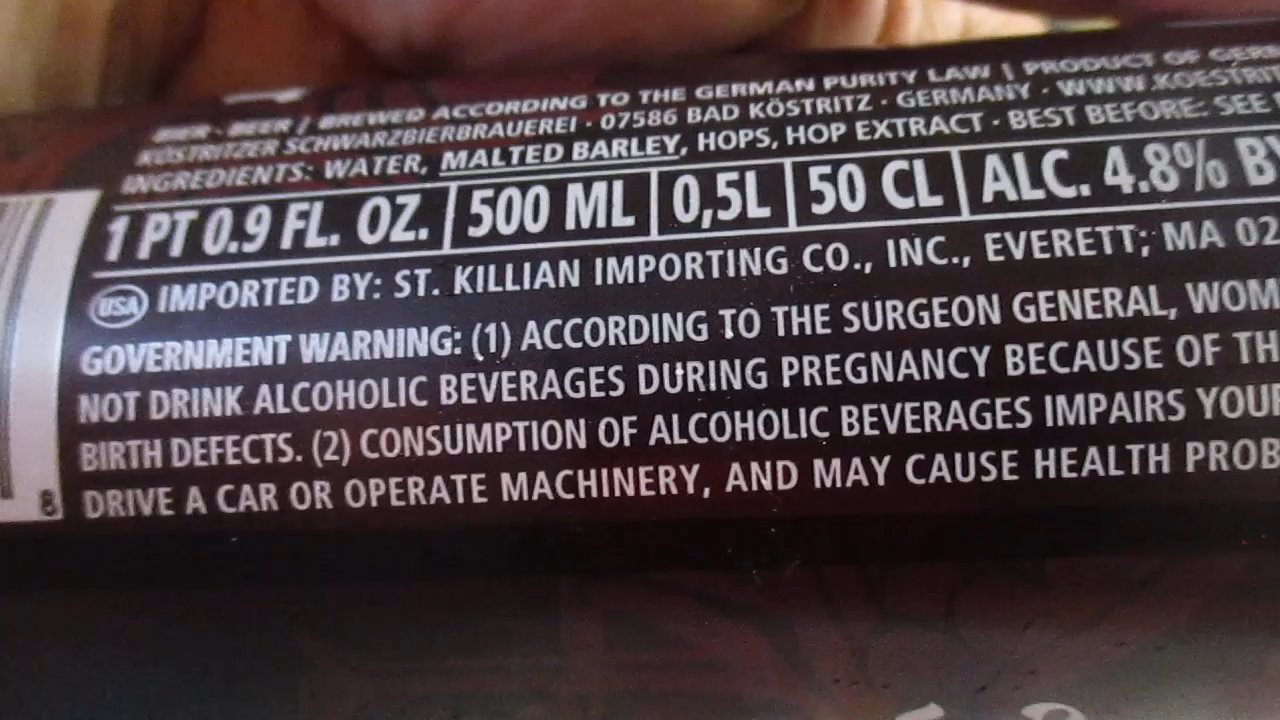 BIER · BEER / BREWED ACCORDING TO THE GERMAN PURITY LAW | PRODUCT OF GER
KÖSTRITZER SCHWARZBIERBRAUEREI · 07586 BAD KÖSTRITZ · GERMANY · WWW.KOESTRIT
INGREDIENTS: WATER, MALTED BARLEY, HOPS, HOP EXTRACT · BEST BEFORE: SEE
1 PT 0.9 FL. OZ. | 500 ML | 0,5L | 50 CL | ALC. 4.8% B
USA IMPORTED BY: ST. KILLIAN IMPORTING CO., INC., EVERETT; MA 02
GOVERNMENT WARNING: (1) ACCORDING TO THE SURGEON GENERAL, WOM
NOT DRINK ALCOHOLIC BEVERAGES DURING PREGNANCY BECAUSE OF TH
BIRTH DEFECTS. (2) CONSUMPTION OF ALCOHOLIC BEVERAGES IMPAIRS YOU
DRIVE A CAR OR OPERATE MACHINERY, AND MAY CAUSE HEALTH PROB
8